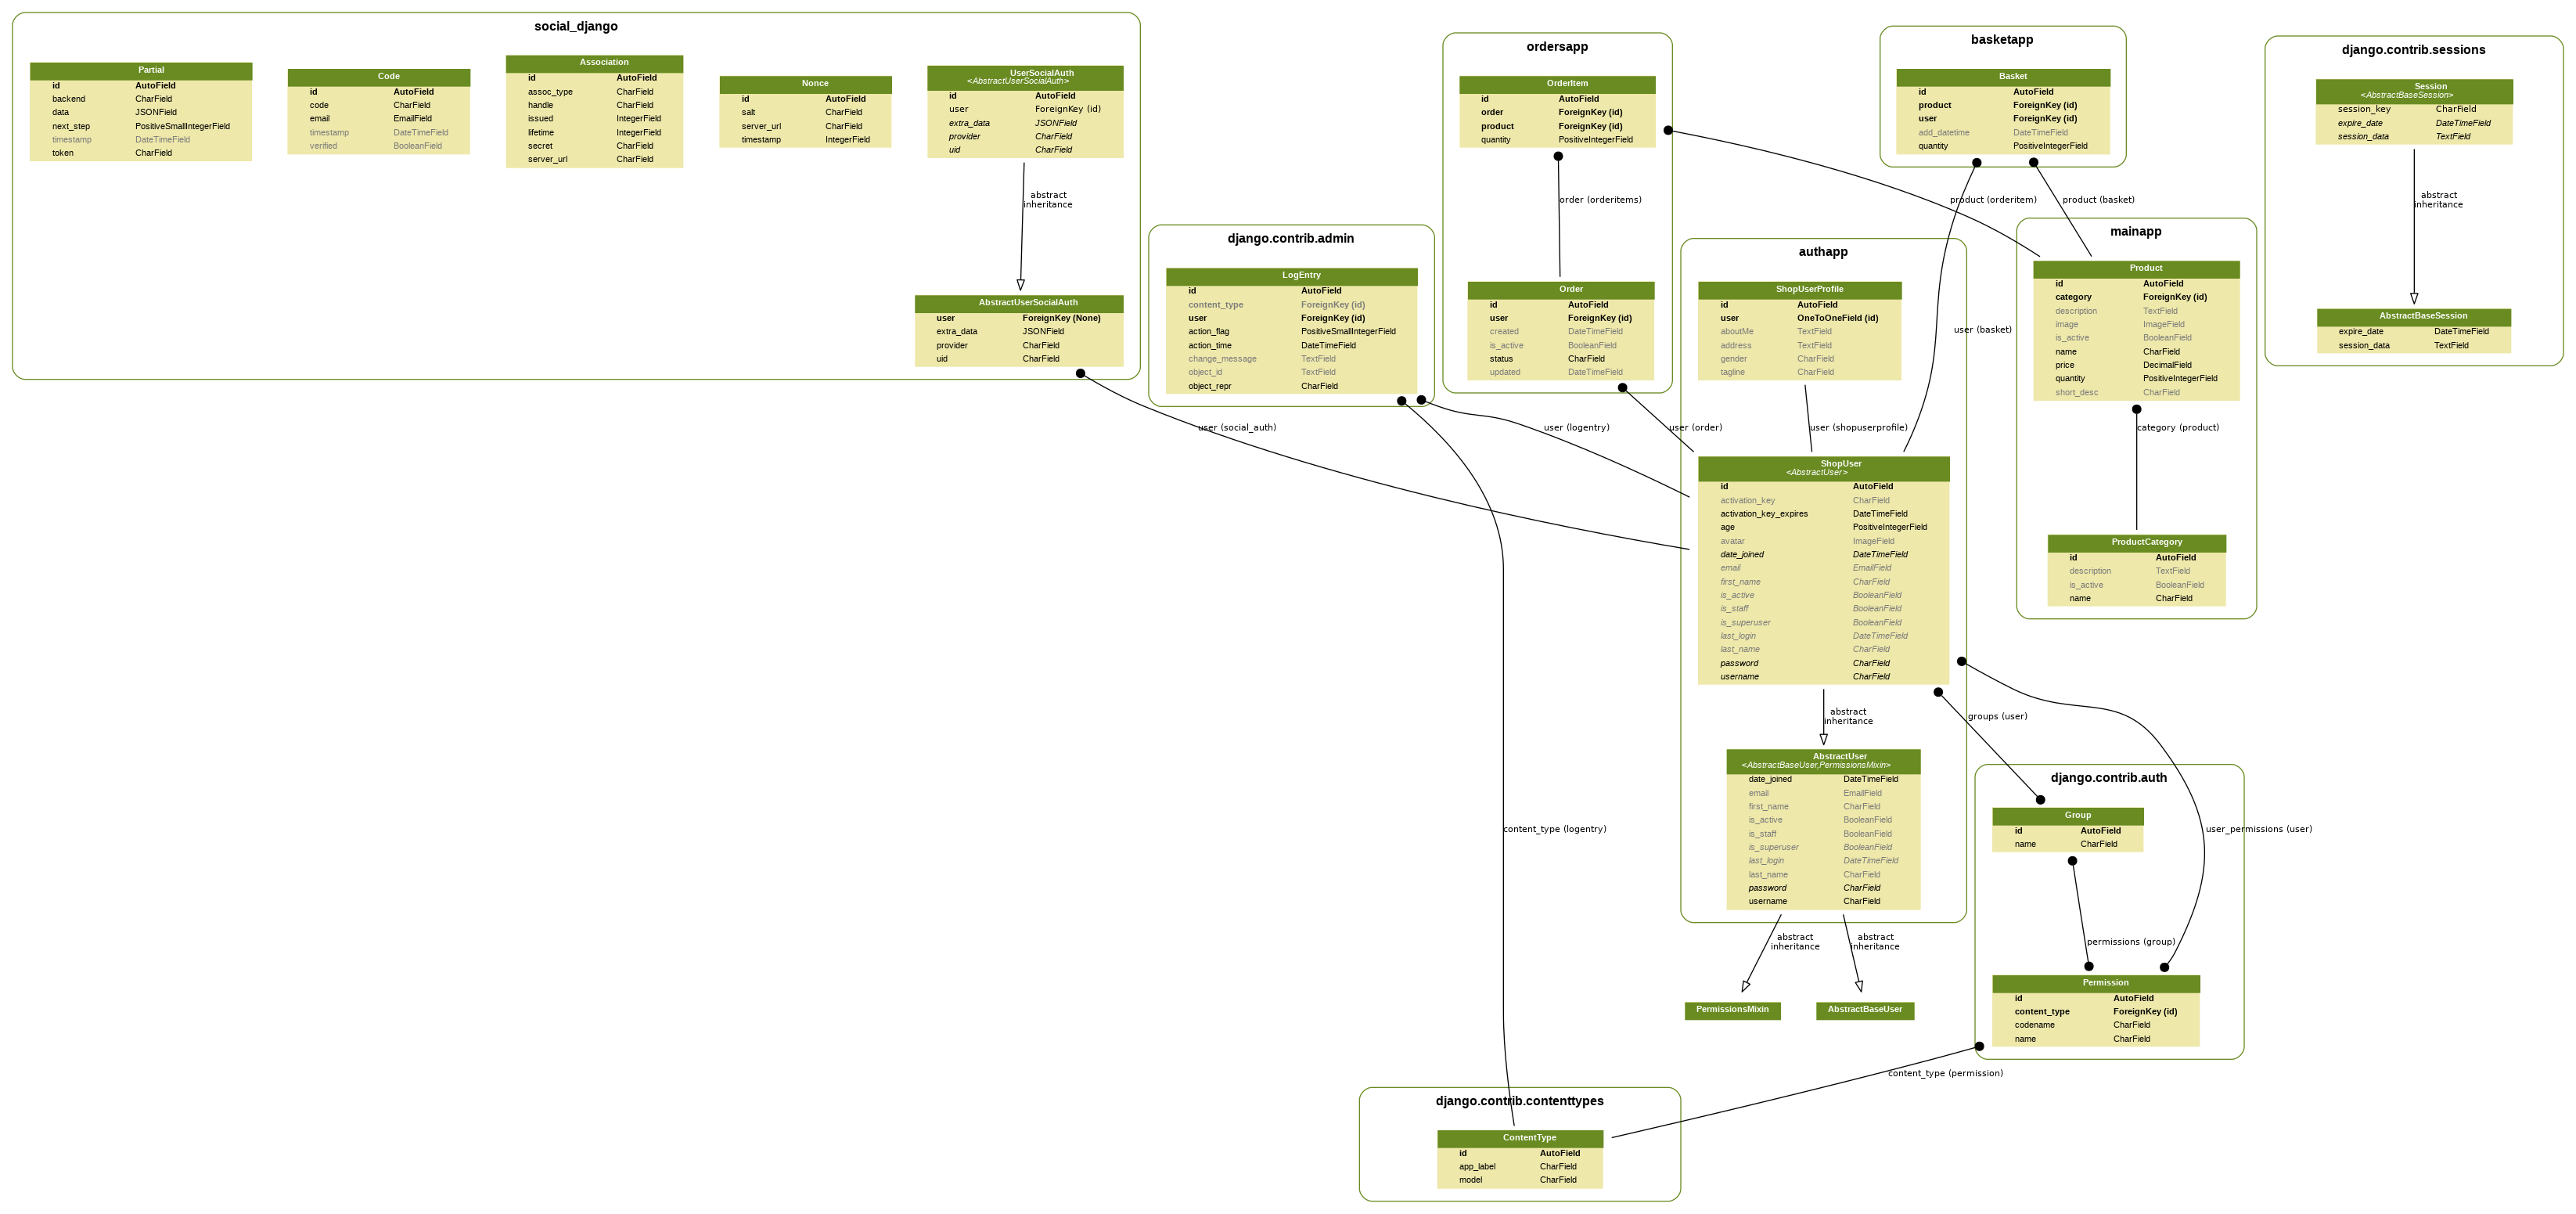 social_django
Partial
id AutoField
backend CharField
data JSONField
next_step PositiveSmallIntegerField
timestamp DateTimeField
token CharField
Code
id AutoField
code CharField
email EmailField
timestamp DateTimeField
verified BooleanField
Association
id AutoField
assoc_type CharField
handle CharField
issued IntegerField
lifetime IntegerField
secret CharField
server_url CharField
Nonce
id AutoField
salt CharField
server_url CharField
timestamp IntegerField
UserSocialAuth
<AbstractUserSocialAuth>
id AutoField
user ForeignKey (id)
extra_data JSONField
provider CharField
uid CharField
abstract
inheritance
AbstractUserSocialAuth
user ForeignKey (None)
extra_data JSONField
provider CharField
uid CharField
user (social_auth)
django.contrib.admin
LogEntry
id AutoField
content_type ForeignKey (id)
user ForeignKey (id)
action_flag PositiveSmallIntegerField
action_time DateTimeField
change_message TextField
object_id TextField
object_repr CharField
user (logentry)
content_type (logentry)
ordersapp
OrderItem
id AutoField
order ForeignKey (id)
product ForeignKey (id)
quantity PositiveIntegerField
order (orderitems)
product (orderitem)
Order
id AutoField
user ForeignKey (id)
created DateTimeField
is_active BooleanField
status CharField
updated DateTimeField
user (order)
basketapp
Basket
id AutoField
product ForeignKey (id)
user ForeignKey (id)
add_datetime DateTimeField
quantity PositiveIntegerField
product (basket)
user (basket)
django.contrib.sessions
Session
<AbstractBaseSession>
session_key CharField
expire_date DateTimeField
session_data TextField
abstract
inheritance
AbstractBaseSession
expire_date DateTimeField
session_data TextField
authapp
ShopUserProfile
id AutoField
user OneToOneField (id)
aboutMe TextField
address TextField
gender CharField
tagline CharField
user (shopuserprofile)
ShopUser
<AbstractUser>
id AutoField
activation_key CharField
activation_key_expires DateTimeField
age PositiveIntegerField
avatar ImageField
date_joined DateTimeField
email EmailField
first_name CharField
is_active BooleanField
is_staff BooleanField
is_superuser BooleanField
last_login DateTimeField
last_name CharField
password CharField
username CharField
abstract
inheritance
AbstractUser
<AbstractBaseUser,PermissionsMixin>
date_joined DateTimeField
email EmailField
first_name CharField
is_active BooleanField
is_staff BooleanField
is_superuser BooleanField
last_login DateTimeField
last_name CharField
password CharField
username CharField
abstract
inheritance
abstract
inheritance
PermissionsMixin
AbstractBaseUser
mainapp
Product
id AutoField
category ForeignKey (id)
description TextField
image ImageField
is_active BooleanField
name CharField
price DecimalField
quantity PositiveIntegerField
short_desc CharField
category (product)
ProductCategory
id AutoField
description TextField
is_active BooleanField
name CharField
groups (user)
user_permissions (user)
django.contrib.auth
Group
id AutoField
name CharField
permissions (group)
Permission
id AutoField
content_type ForeignKey (id)
codename CharField
name CharField
content_type (permission)
django.contrib.contenttypes
ContentType
id AutoField
app_label CharField
model CharField